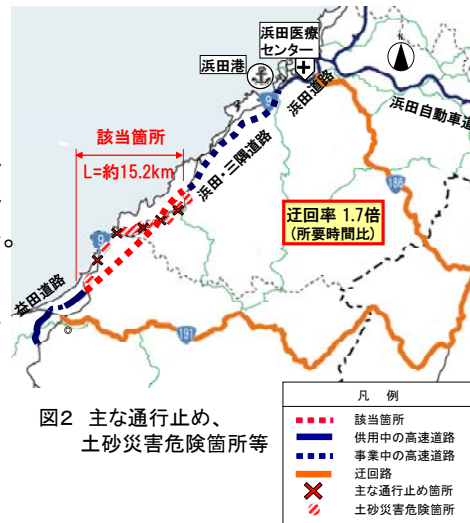 浜田医療
センター
浜田港
浜田道路
浜田自動車道
9
該当箇所
L=約15.2km
浜田・三隅道路
186
迂回率 1.7倍
(所要時間比)
。
9
益田道路
191
図2 主な通行止め、
土砂災害危険箇所等
凡 例
該当箇所
供用中の高速道路
事業中の高速道路
迂回路
主な通行止め箇所
土砂災害危険箇所